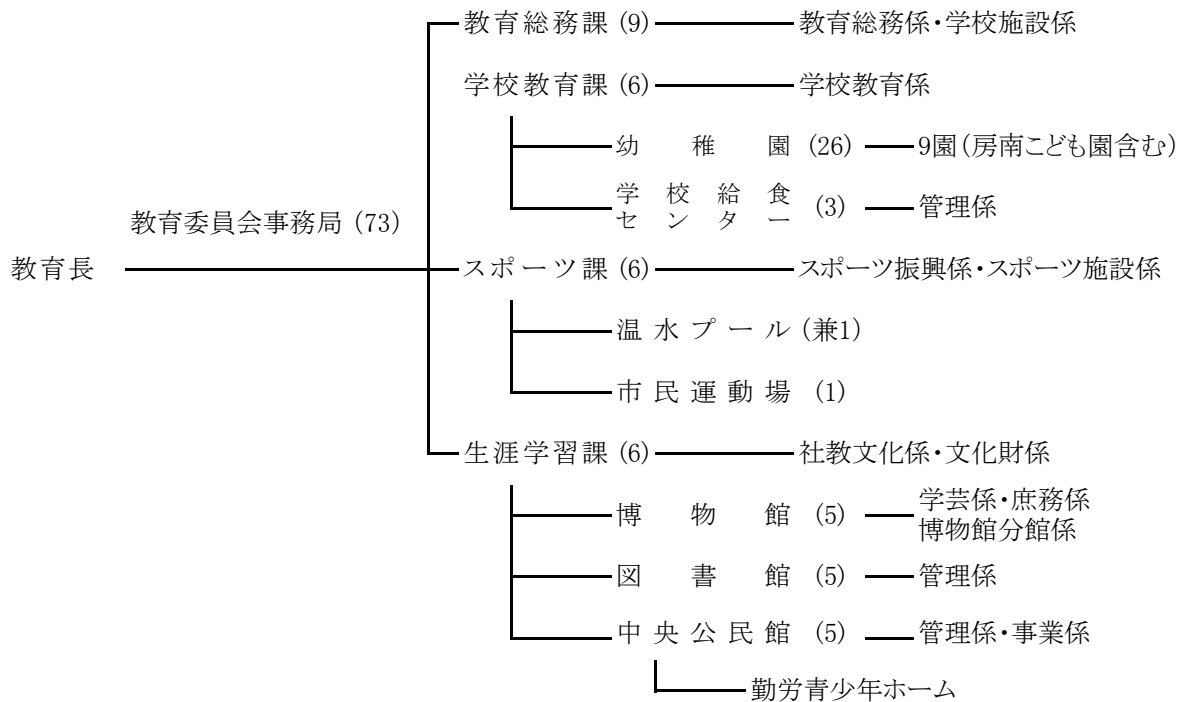 教育総務課 (9) 教育総務係・学校施設係
学校教育課 (6) 学校教育係
幼稚園 (26) 9園(房南こども園含む)
学校給食
センター (3) 管理係
教育委員会事務局 (73)
教育長 スポーツ課 (6) スポーツ振興係・スポーツ施設係
温水プール (兼1)
市民運動場 (1)
生涯学習課 (6) 社教文化係・文化財係
博物館 (5) 学芸係・庶務係
博物館分館係
図書館 (5) 管理係
中央公民館 (5) 管理係・事業係
勤労青少年ホーム